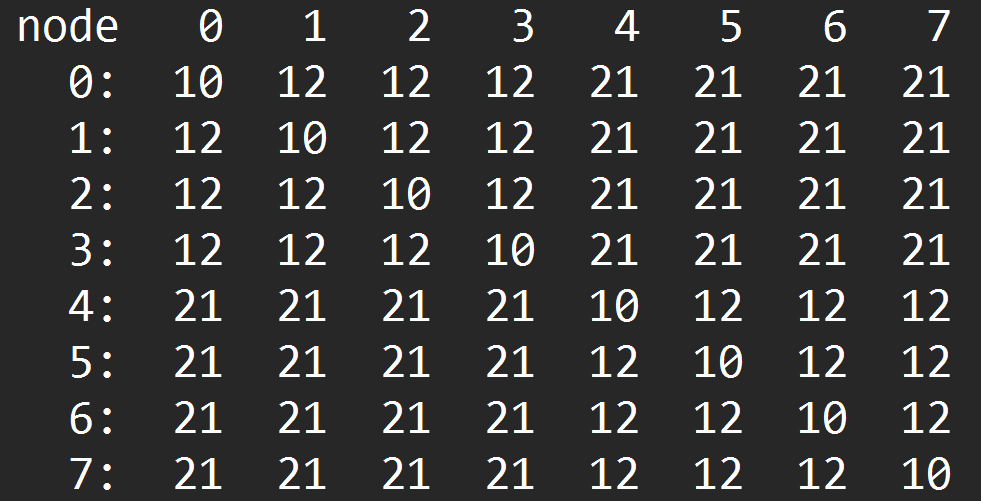 node 0 1 2 3 4 5 6 7
0: 10 12 12 12 21 21 21 21
1: 12 10 12 12 21 21 21 21
2: 12 12 10 12 21 21 21 21
3: 12 12 12 10 21 21 21 21
4: 21 21 21 21 10 12 12 12
5: 21 21 21 21 12 10 12 12
6: 21 21 21 21 12 12 10 12
7: 21 21 21 21 12 12 12 10